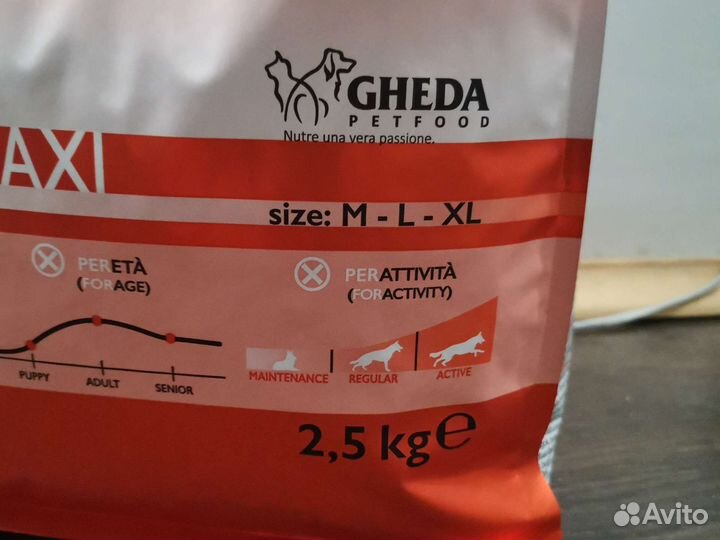 GHEDA
PETFOOD
Nutre una vera passione.
AXI
size: M - L - XL
PERETÀ
(FORAGE)
PERATTIVITÀ
(FORACTIVITY)
PUPPY ADULT SENIOR
MAINTENANCE REGULAR ACTIVE
2,5 kg e
Avito